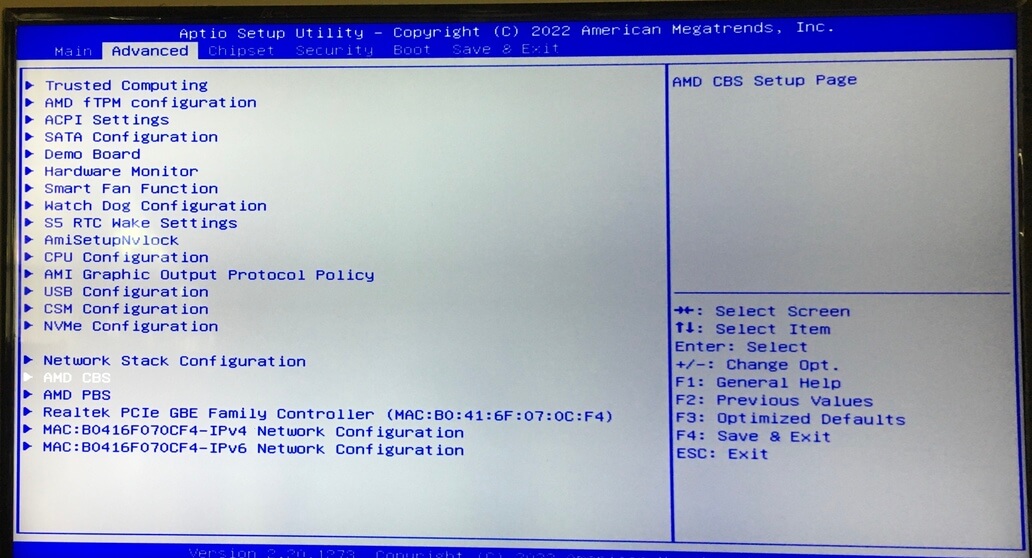 Aptio Setup Utility - Copyright (C) 2022 American Megatrends, Inc.
Main Advanced Chipset Security Boot Save & Exit
Trusted Computing
AMD fTPM configuration
ACPI Settings
SATA Configuration
Demo Board
Hardware Monitor
Smart Fan Function
Watch Dog Configuration
S5 RTC Wake Settings
AmiSetupNvlock
CPU Configuration
AMI Graphic Output Protocol Policy
USB Configuration
CSM Configuration
NVMe Configuration
Network Stack Configuration
AMD CBS
AMD PBS
Realtek PCIe GBE Family Controller (MAC:B0:41:6F:07:0C:F4)
MAC:B0416F070CF4-IPv4 Network Configuration
MAC:B0416F070CF4-IPv6 Network Configuration
AMD CBS Setup Page
→←: Select Screen
↑↓: Select Item
Enter: Select
+/-: Change Opt.
F1: General Help
F2: Previous Values
F3: Optimized Defaults
F4: Save & Exit
ESC: Exit
Version 2.20.1273. Copyright (C) 2022 American